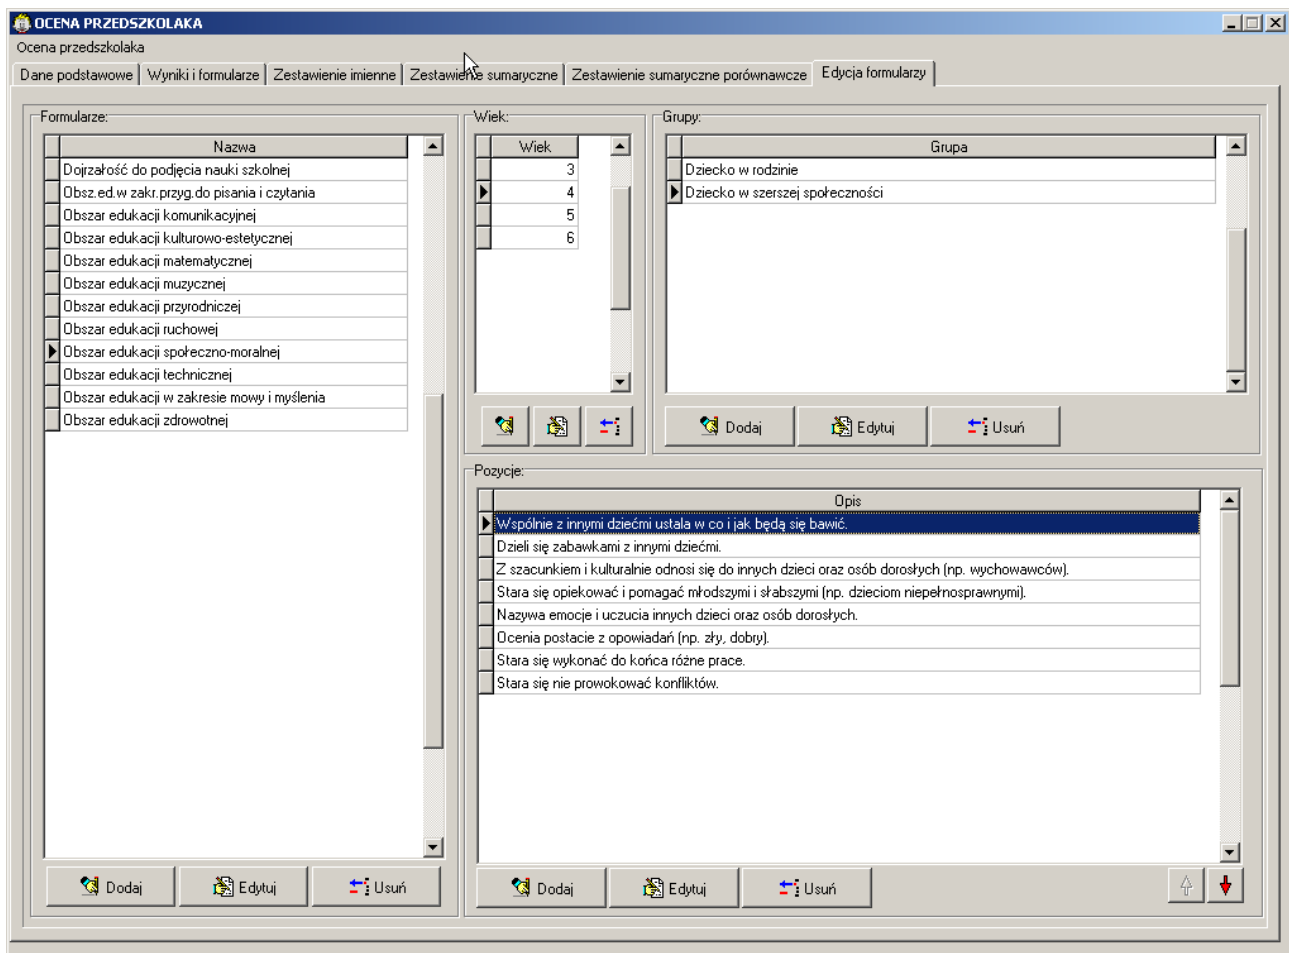 OCENA PRZEDSZKOLAKA
Ocena przedszkolaka
Dane podstawowe
Wyniki i formularze
Zestawienie imienne
Zestawienie sumaryczne
Zestawienie sumaryczne porównawcze
Edycja formularzy
Formularze:
Nazwa
Dojrzałość do podjęcia nauki szkolnej
Obsz.ed.w zakr.przyg.do pisania i czytania
Obszar edukacji komunikacyjnej
Obszar edukacji kulturowo-estetycznej
Obszar edukacji matematycznej
Obszar edukacji muzycznej
Obszar edukacji przyrodniczej
Obszar edukacji ruchowej
Obszar edukacji społeczno-moralnej
Obszar edukacji technicznej
Obszar edukacji w zakresie mowy i myślenia
Obszar edukacji zdrowotnej
Dodaj
Edytuj
Usuń
Wiek:
Wiek
3
4
5
6
Grupy:
Grupa
Dziecko w rodzinie
Dziecko w szerszej społeczności
Dodaj
Edytuj
Usuń
Pozycje:
Opis
Wspólnie z innymi dziećmi ustala w co i jak będą się bawić.
Dzieli się zabawkami z innymi dziećmi.
Z szacunkiem i kulturalnie odnosi się do innych dzieci oraz osób dorosłych (np. wychowawców).
Stara się opiekować i pomagać młodszymi i słabszymi (np. dzieciom niepełnosprawnymi).
Nazywa emocje i uczucia innych dzieci oraz osób dorosłych.
Ocenia postacie z opowiadań (np. zły, dobry).
Stara się wykonać do końca różne prace.
Stara się nie prowokować konfliktów.
Dodaj
Edytuj
Usuń